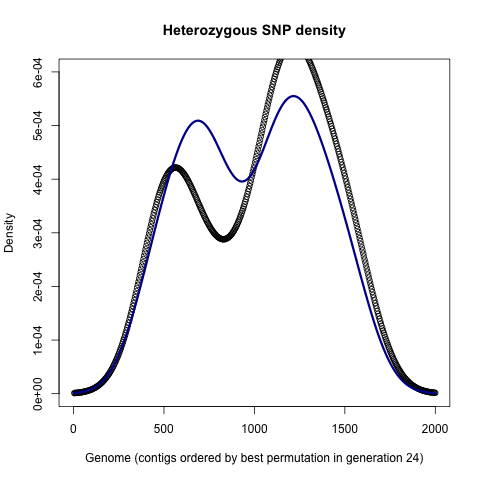 Heterozygous SNP density
Density
6e-04
5e-04
4e-04
3e-04
2e-04
1e-04
0e+00
0 500 1000 1500 2000
Genome (contigs ordered by best permutation in generation 24)